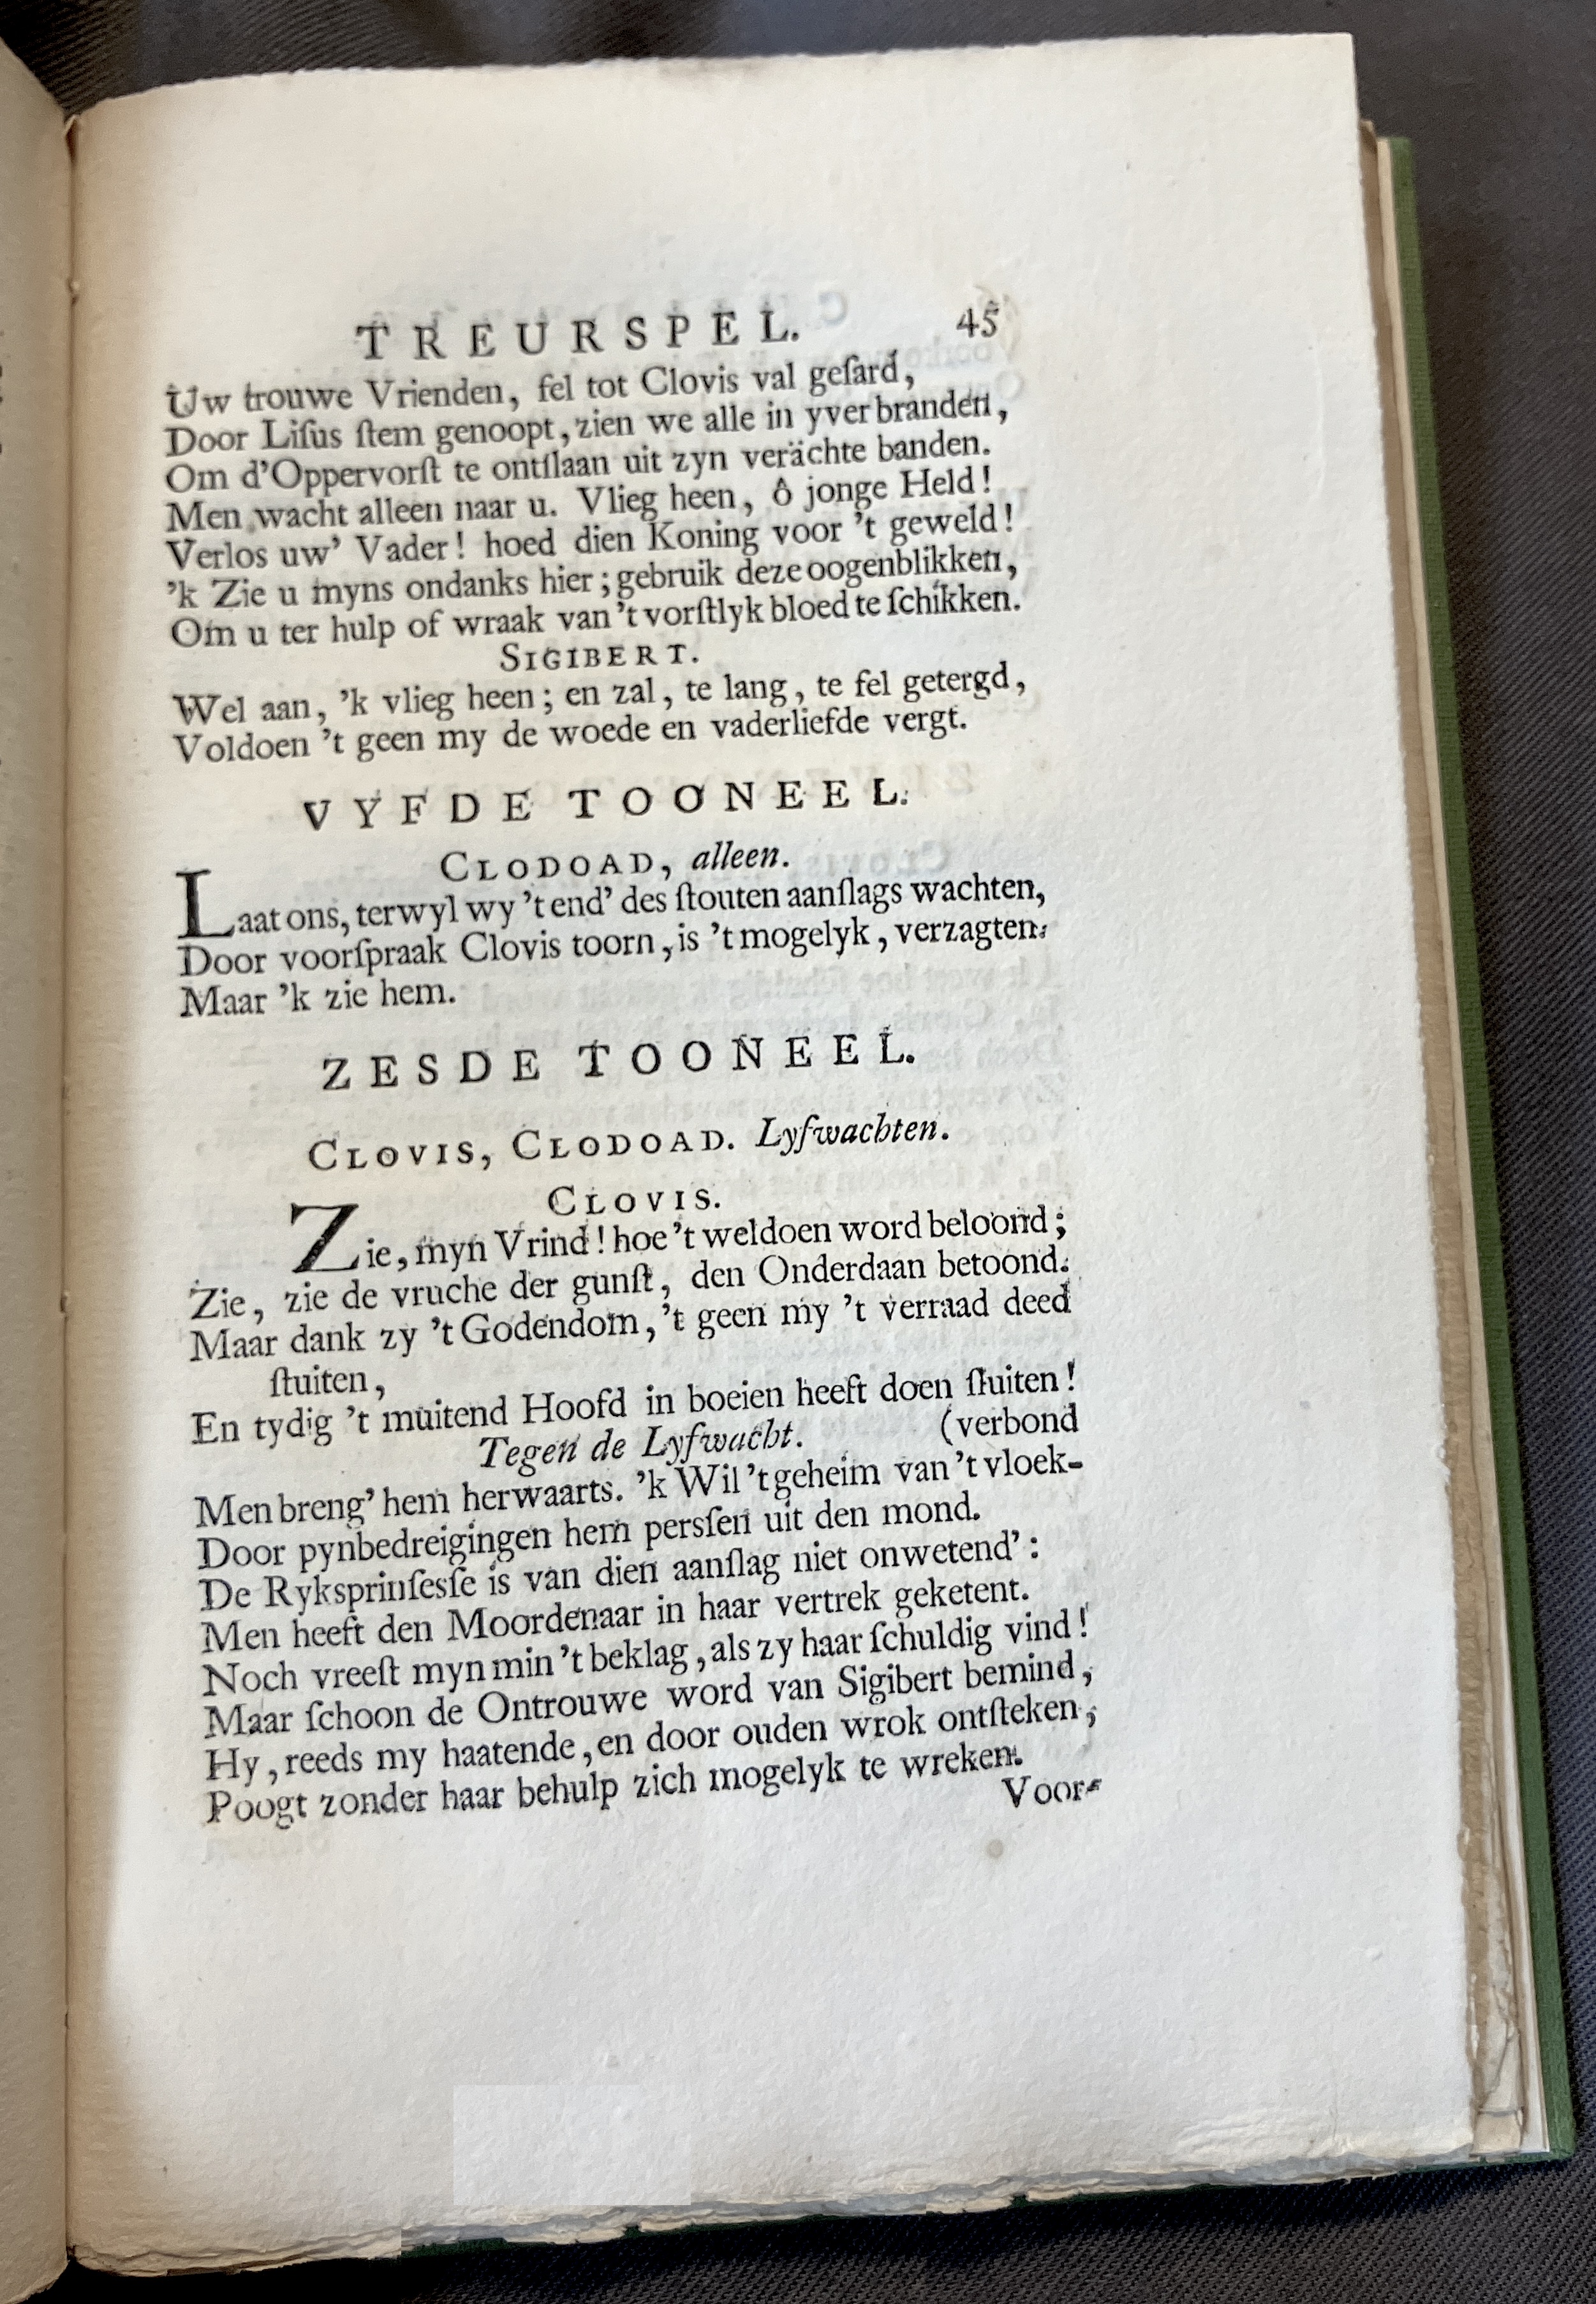 TREURSPEL. 45
Uw trouwe Vrienden, fel tot Clovis val geſard,
Door Liſus ſtem genoopt, zien we alle in yver branden,
Om d'Oppervorſt te ontſlaan uit zyn verächte banden.
Men wacht alleen naar u. Vlieg heen, ô jonge Held!
Verlos uw' Vader! hoed dien Koning voor 't geweld!
'k Zie u myns ondanks hier; gebruik deze oogenblikken,
Om u ter hulp of wraak van 't vorſtlyk bloed te ſchikken.
SIGIBERT.
Wel aan, 'k vlieg heen; en zal, te lang, te fel getergd,
Voldoen 't geen my de woede en vaderliefde vergt.
VYFDE TOONEEL.
CLODOAD, alleen.
Laat ons, terwyl wy 't end' des ſtouten aanſlags wachten,
Door voorſpraak Clovis toorn, is 't mogelyk, verzagten.
Maar 'k zie hem.
ZESDE TOONEEL.
CLOVIS, CLODOAD. Lyfwachten.
CLOVIS.
Zie, myn Vrind! hoe 't weldoen word beloond;
Zie, zie de vruche der gunſt, den Onderdaan betoond.
Maar dank zy 't Godendom, 't geen my 't verraad deed
ſtuiten,
En tydig 't muitend Hoofd in boeien heeft doen ſluiten!
Tegen de Lyfwacht. (verbond
Men breng' hem herwaarts. 'k Wil 't geheim van 't vloek-
Door pynbedreigingen hem persſen uit den mond.
De Ryksprinſesſe is van dien aanſlag niet onwetend':
Men heeft den Moordenaar in haar vertrek geketent.
Noch vreeſt myn min 't beklag, als zy haar ſchuldig vind!
Maar ſchoon de Ontrouwe word van Sigibert bemind,
Hy, reeds my haatende, en door ouden wrok ontſteken,
Poogt zonder haar behulp zich mogelyk te wreken.
Voor-